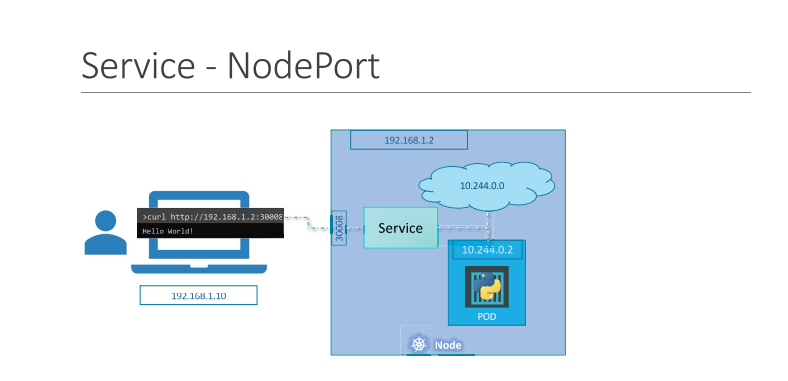 Service - NodePort
192.168.1.2
10.244.0.0
>curl http://192.168.1.2:30008
Hello World!
30008
Service
10.244.0.2
POD
192.168.1.10
Node